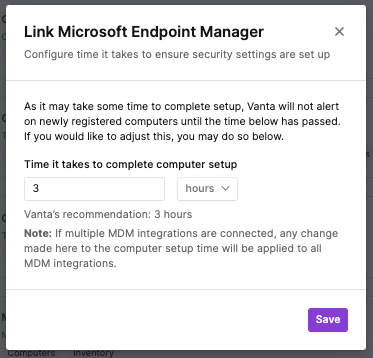 Link Microsoft Endpoint Manager
Configure time it takes to ensure security settings are set up
As it may take some time to complete setup, Vanta will not alert
on newly registered computers until the time below has passed.
If you would like to adjust this, you may do so below.
Time it takes to complete computer setup
3
hours
Vanta's recommendation: 3 hours
Note: If multiple MDM integrations are connected, any change
made here to the computer setup time will be applied to all
MDM integrations.
Save
Computers Inventory